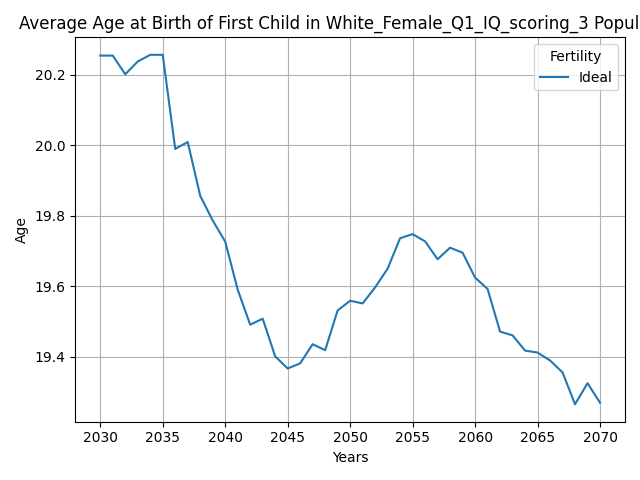 Average Age at Birth of First Child in White_Female_Q1_IQ_scoring_3 Popul
Fertility
Ideal
Age
20.2
20.0
19.8
19.6
19.4
2030 2035 2040 2045 2050 2055 2060 2065 2070
Years